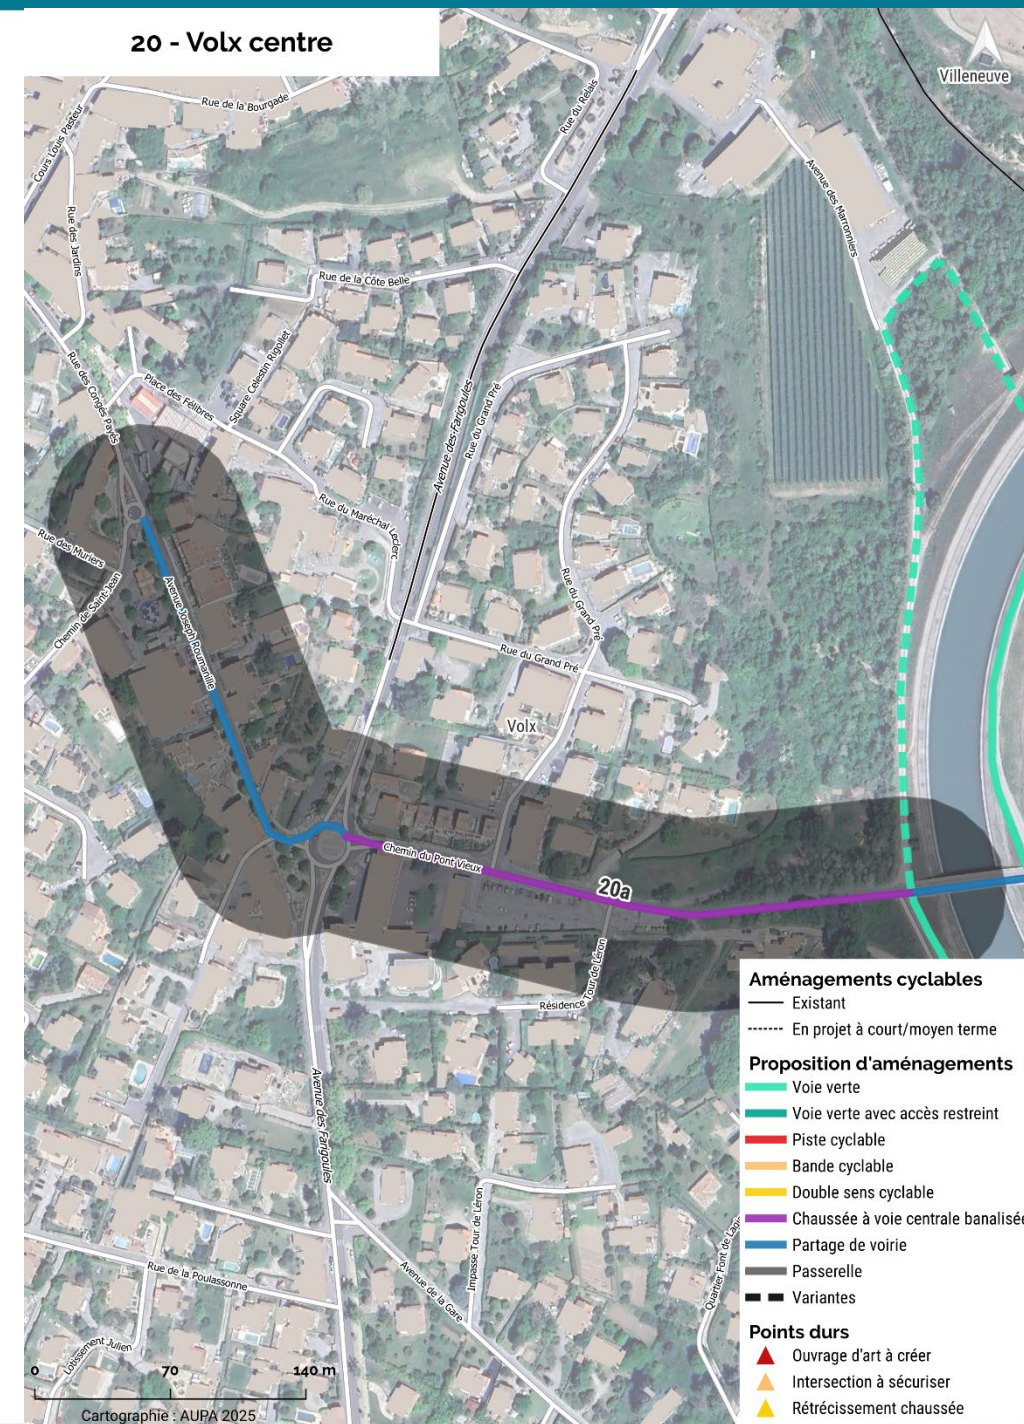 20 - Volx centre
Villeneuve
Rue de la Bourgade
Cours Louis Pasteur
Rue du Relais
Avenue des Marronniers
Rue des Jardins
Rue de la Côte Belle
Square Celestin Rigollet
Rue des Congés Payés
Place des Félibres
Avenue des Farigoules
Rue du Grand Pré
Rue du Maréchal Leclerc
Rue des Muriers
Chemin de Saint-Jean
Avenue Joseph Roumanille
Rue du Grand Pré
Rue du Grand Pré
Volx
Chemin du Pont Vieux
20a
Résidence Tour de Léron
Avenue des Farigoules
Impasse Tour de Léron
Avenue de la Gare
Rue de la Poulassonne
Lotissement Julien
Quartier Font de
0 70 140 m
Cartographie : AUPA 2025
Aménagements cyclables
Existant
En projet à court/moyen terme
Proposition d'aménagements
Voie verte
Voie verte avec accès restreint
Piste cyclable
Bande cyclable
Double sens cyclable
Chaussée à voie centrale banalisée
Partage de voirie
Passerelle
Variantes
Points durs
Ouvrage d'art à créer
Intersection à sécuriser
Rétrécissement chaussée